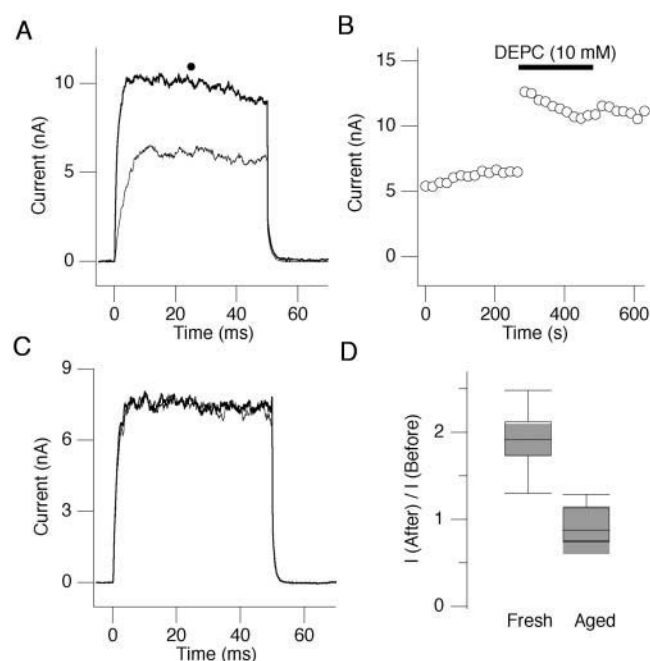 A
10
5
0
Current (nA)
0
20
40
60
Time (ms)
B
DEPC (10 mM)
15
10
5
0
Current (nA)
0
200
400
600
Time (s)
C
9
6
3
0
Current (nA)
0
20
40
60
Time (ms)
D
2
1
0
I (After) / I (Before)
Fresh
Aged